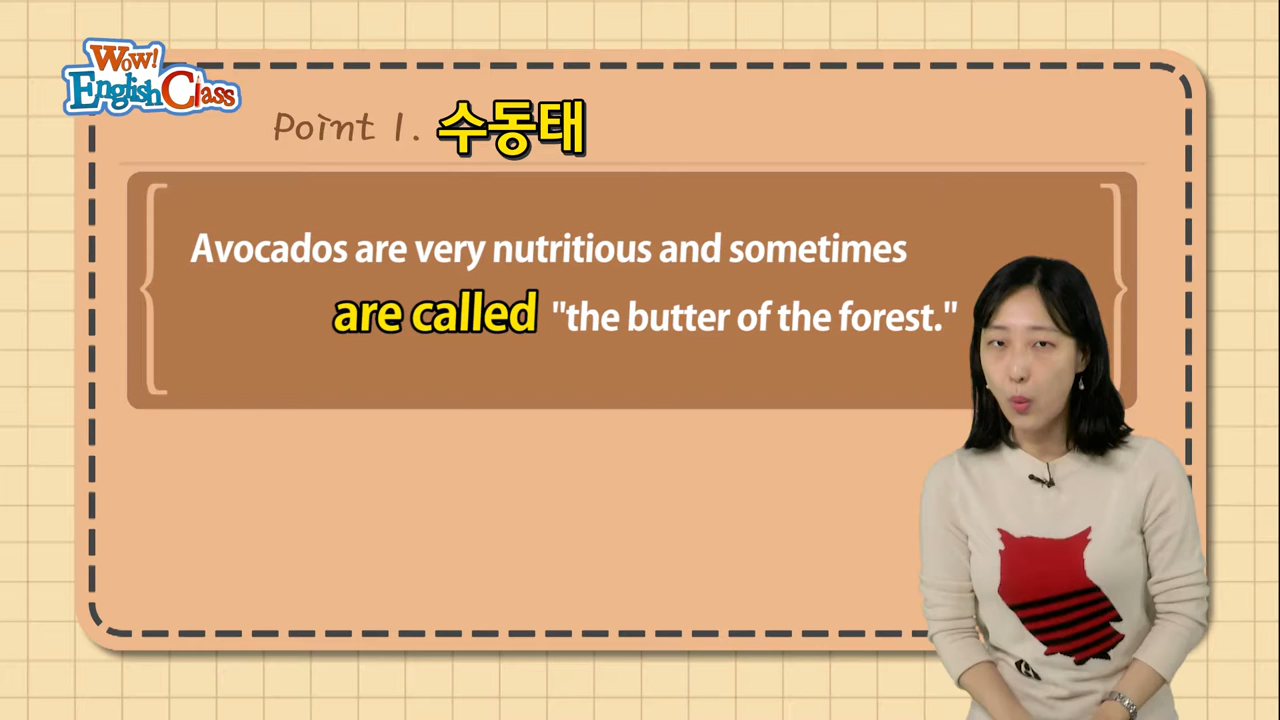 Wow!
English Class
Point 1. 수동태
Avocados are very nutritious and sometimes
are called "the butter of the forest."